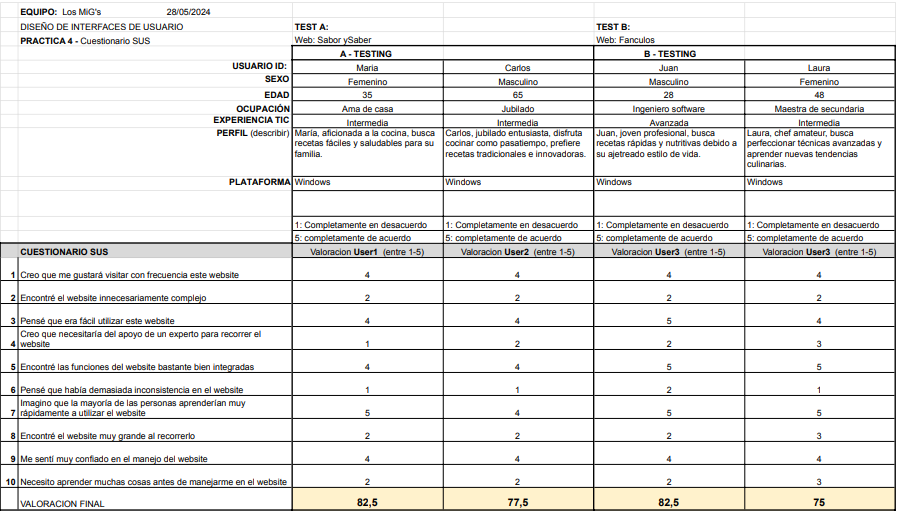 EQUIPO: Los MiG's 28/05/2024
DISEÑO DE INTERFACES DE USUARIO TEST A: TEST B:
PRACTICA 4 - Cuestionario SUS Web: Sabor ySaber Web: Fanculos
A - TESTING B - TESTING
USUARIO ID: Maria Carlos Juan Laura
SEXO Femenino Masculino Masculino Femenino
EDAD 35 65 28 48
OCUPACIÓN Ama de casa Jubilado Ingeniero software Maestra de secundaria
EXPERIENCIA TIC Intermedia Intermedia Avanzada Intermedia
PERFIL (describir) María, aficionada a la cocina, busca Carlos, jubilado entusiasta, disfruta Juan, joven profesional, busca Laura, chef amateur, busca
recetas fáciles y saludables para su cocinar como pasatiempo, prefiere recetas rápidas y nutritivas debido a perfeccionar técnicas avanzadas y
familia. recetas tradicionales e innovadoras. su ajetreado estilo de vida. aprender nuevas tendencias
culinarias.
PLATAFORMA Windows Windows Windows Windows
1: Completamente en desacuerdo 1: Completamente en desacuerdo 1: Completamente en desacuerdo 1: Completamente en desacuerdo
5: completamente de acuerdo 5: completamente de acuerdo 5: completamente de acuerdo 5: completamente de acuerdo
CUESTIONARIO SUS Valoracion User1 (entre 1-5) Valoracion User2 (entre 1-5) Valoracion User3 (entre 1-5) Valoracion User3 (entre 1-5)
1 Creo que me gustará visitar con frecuencia este website 4 4 4 4
2 Encontré el website innecesariamente complejo 2 2 2 2
3 Pensé que era fácil utilizar este website 4 4 5 4
Creo que necesitaría del apoyo de un experto para recorrer el
4 website 1 2 2 3
5 Encontré las funciones del website bastante bien integradas 4 4 5 5
6 Pensé que había demasiada inconsistencia en el website 1 1 2 1
Imagino que la mayoría de las personas aprenderían muy
7 rápidamente a utilizar el website 5 4 5 5
8 Encontré el website muy grande al recorrerlo 2 2 2 3
9 Me sentí muy confiado en el manejo del website 4 4 4 4
10 Necesito aprender muchas cosas antes de manejarme en el website 2 2 2 3
VALORACION FINAL 82,5 77,5 82,5 75